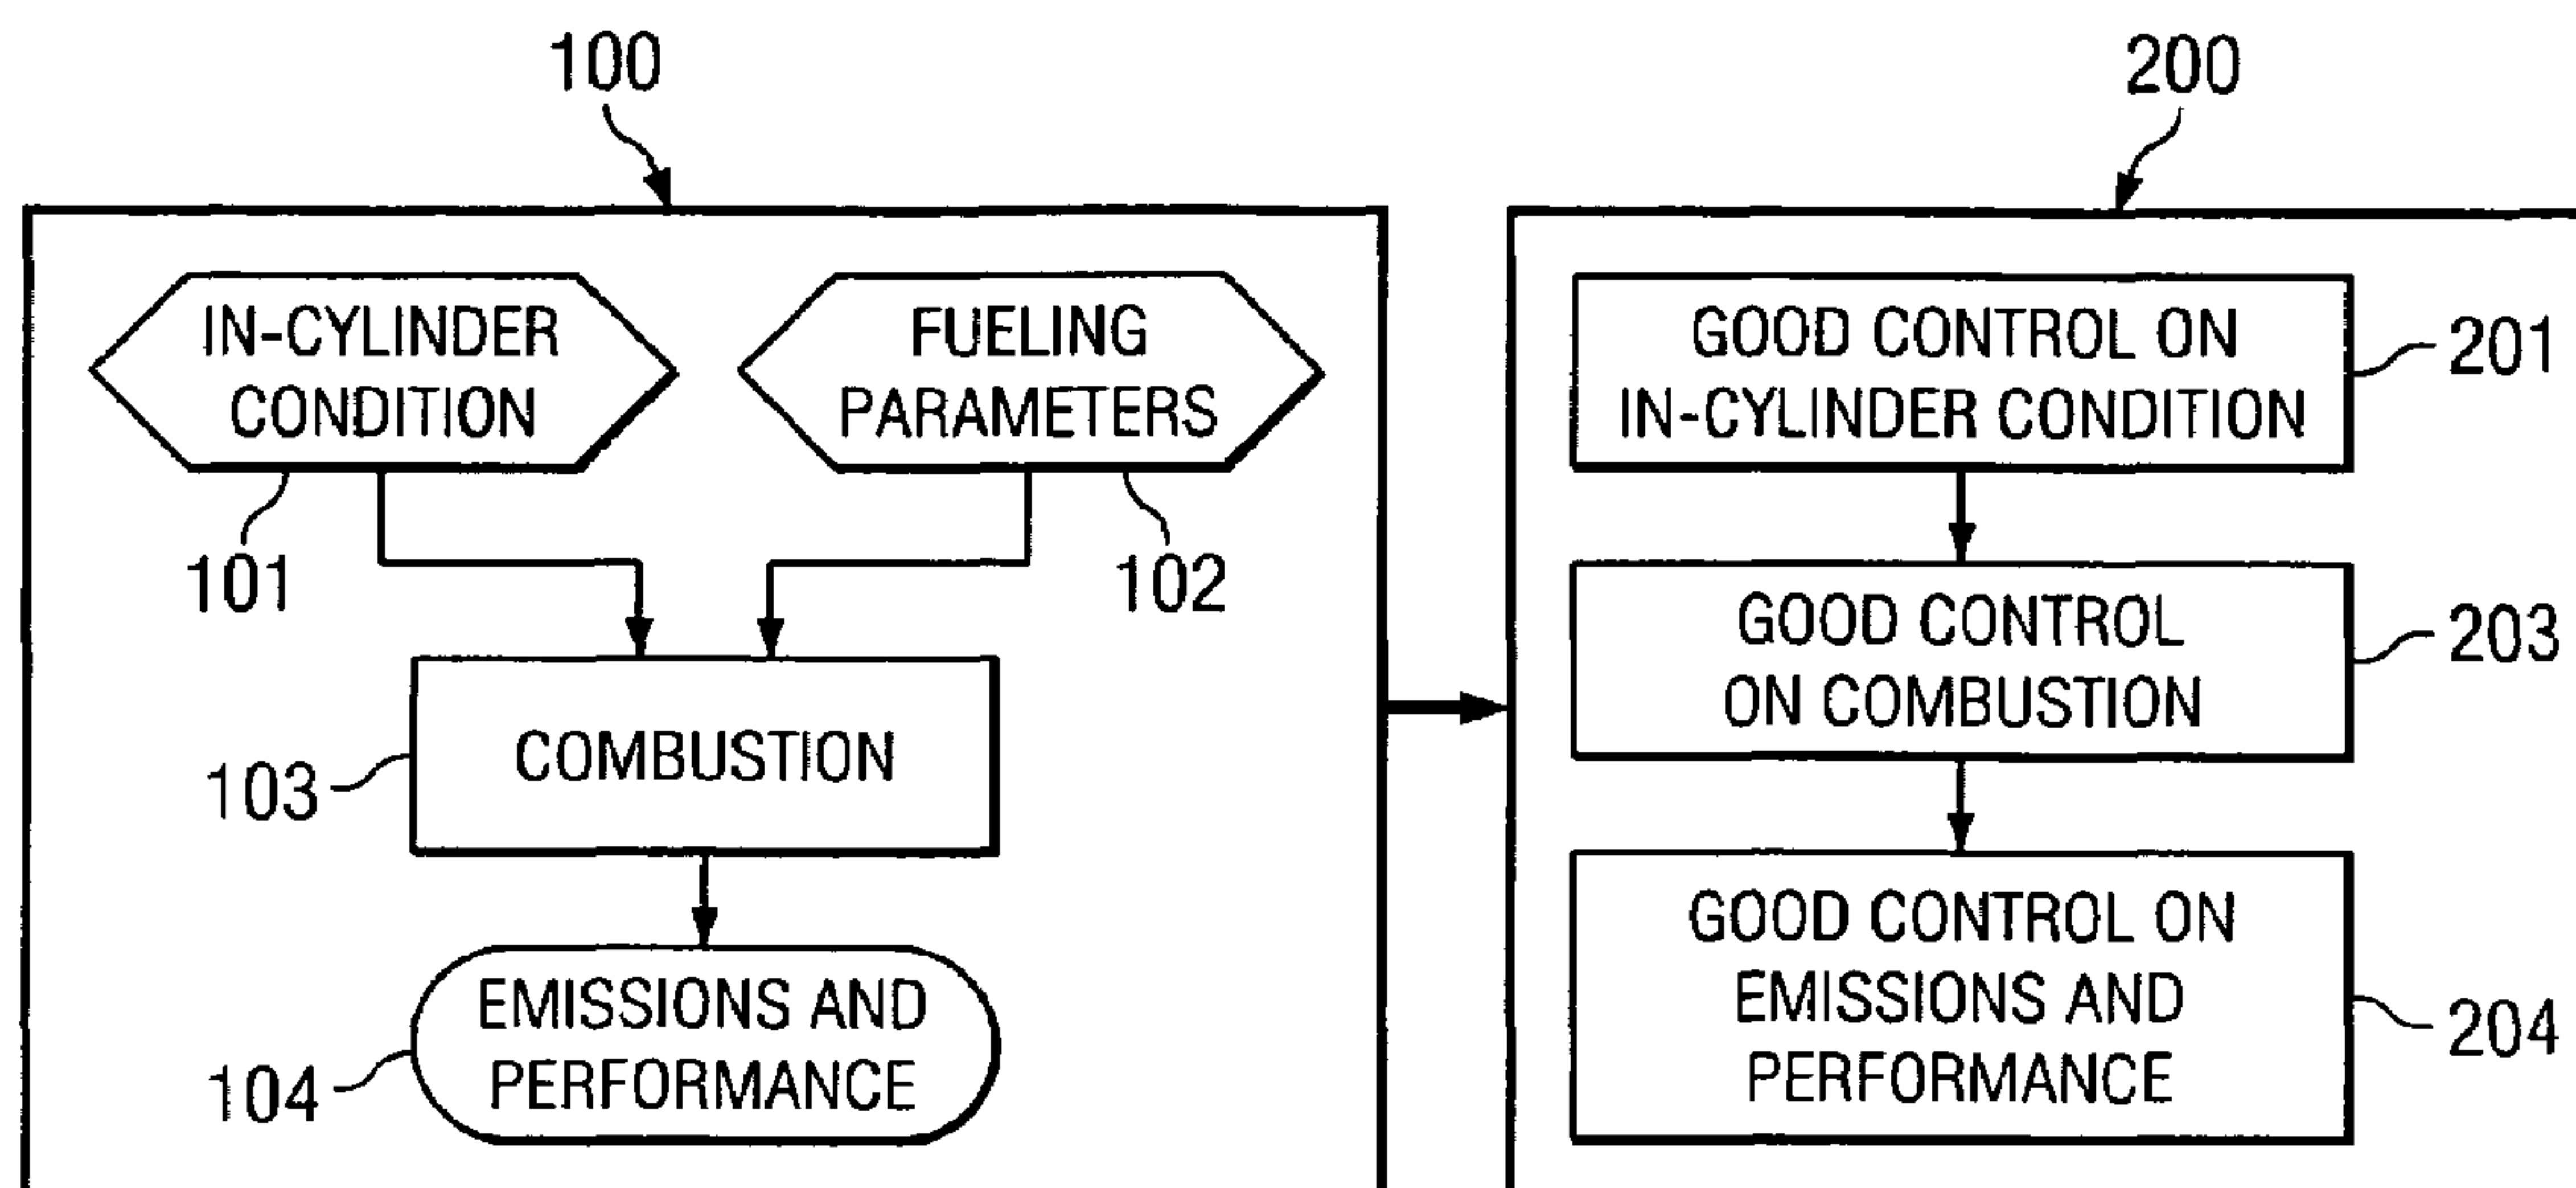 100
200
IN-CYLINDER
CONDITION
FUELING
PARAMETERS
101
102
COMBUSTION
103
EMISSIONS AND
PERFORMANCE
104
GOOD CONTROL ON
IN-CYLINDER CONDITION
201
GOOD CONTROL
ON COMBUSTION
203
GOOD CONTROL ON
EMISSIONS AND
PERFORMANCE
204